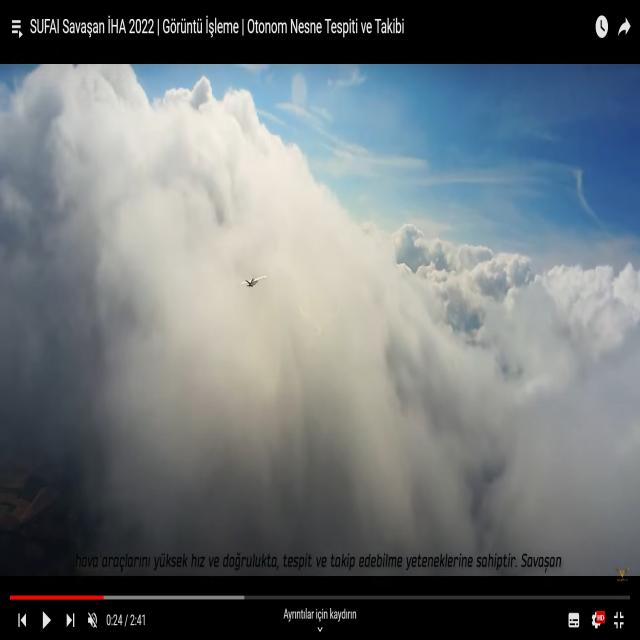 SUFAI Savaşan İHA 2022 | Görüntü İşleme | Otonom Nesne Tespiti ve Takibi
hava araçlarını yüksek hız ve doğrulukta, tespit ve takip edebilme yeteneklerine sahiptir. Savaşan
0:24 / 2:41
Ayrıntılar için kaydırın
HD